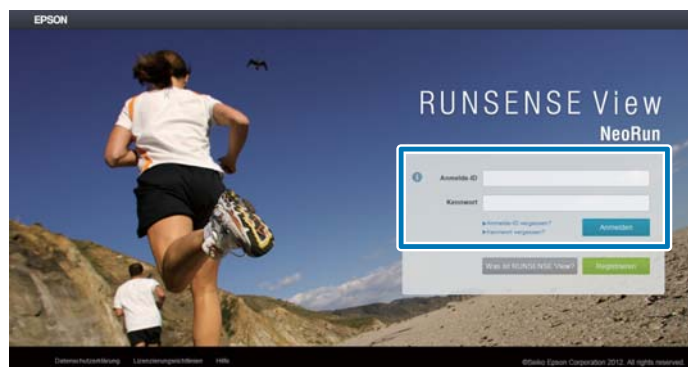 EPSON
RUNSENSE View
NeoRun
Anmelde-ID
Kennwort
▶Anmelde-ID vergessen?
▶Kennwort vergessen?
Anmelden
Was ist RUNSENSE View?
Registrieren
Datenschutzerklärung Lizenzierungsrichtlinien Hilfe
©Seiko Epson Corporation 2012. All rights reserved.